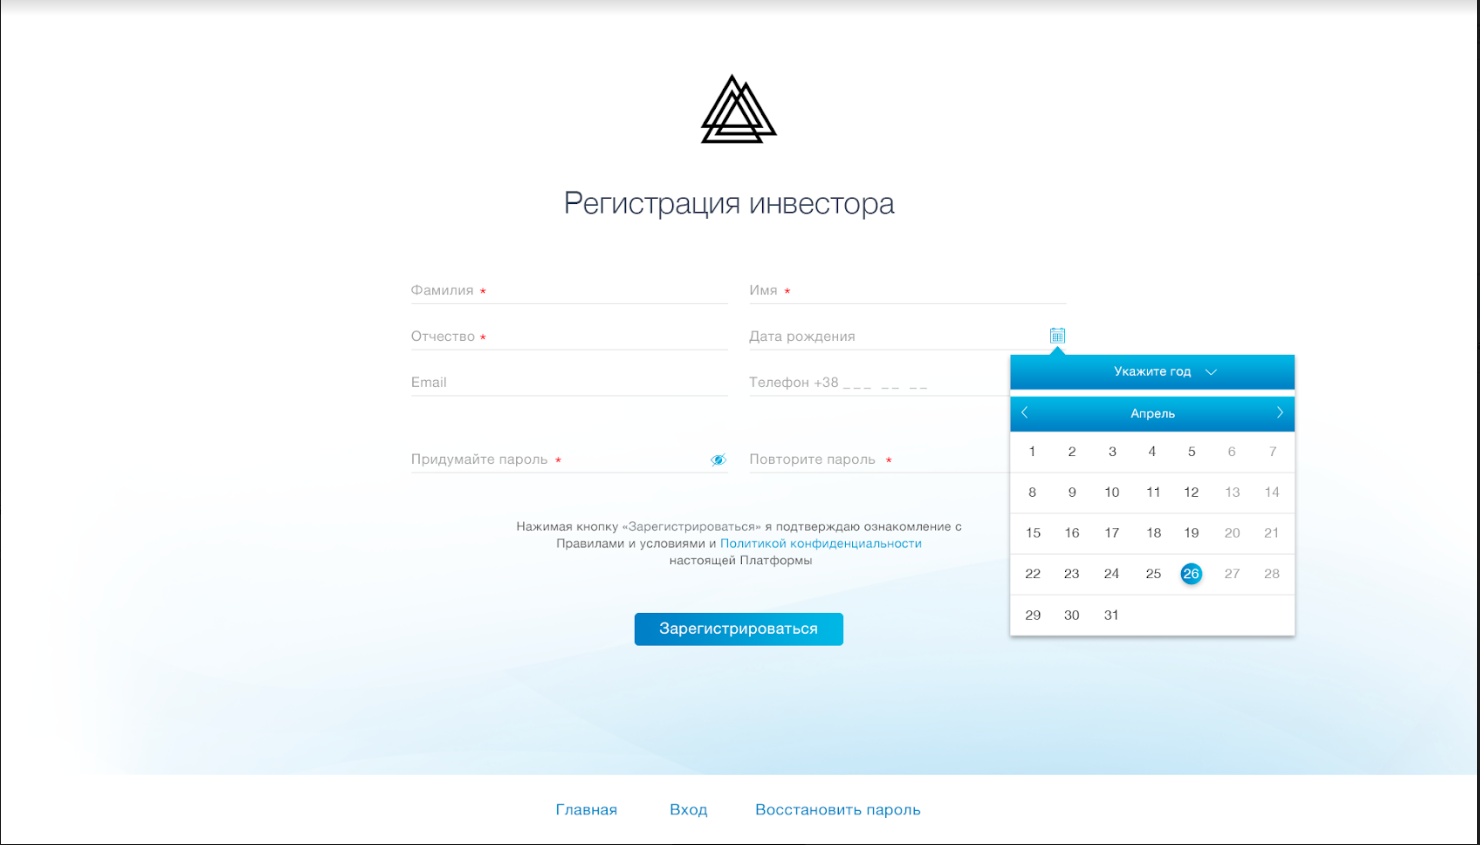 Регистрация инвестора
Фамилия *
Имя *
Отчество *
Дата рождения
Email
Телефон +38 _ _ _  _ _  _ _
Укажите год
Апрель
1 2 3 4 5 6 7
8 9 10 11 12 13 14
15 16 17 18 19 20 21
22 23 24 25 26 27 28
29 30 31
Придумайте пароль *
Повторите пароль *
Нажимая кнопку «Зарегистрироваться» я подтверждаю ознакомление с
Правилами и условиями и Политикой конфиденциальности
настоящей Платформы
Зарегистрироваться
Главная
Вход
Восстановить пароль